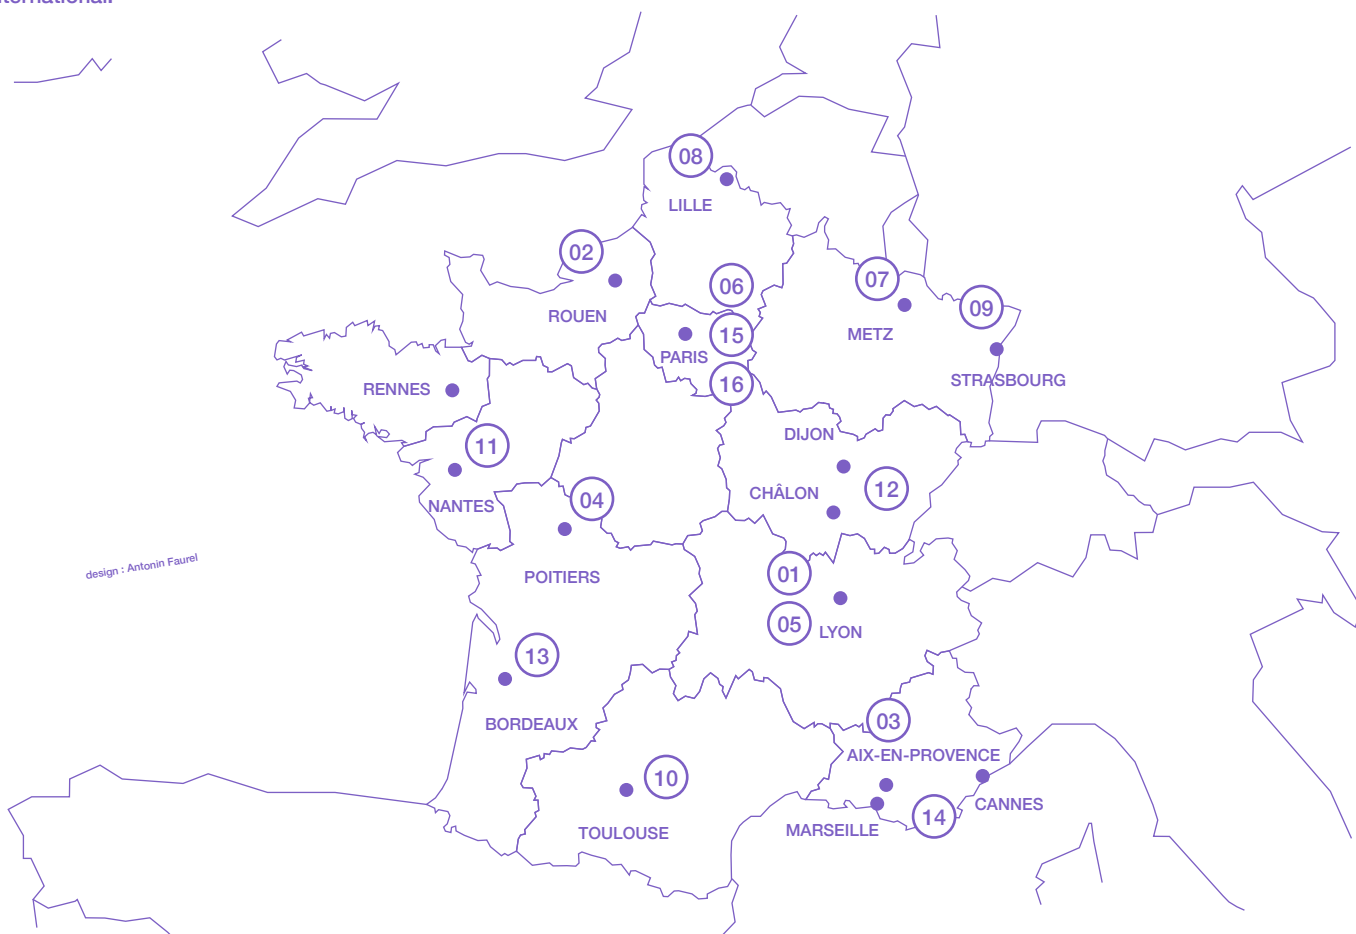 08
LILLE
02
06
07
09
ROUEN
15
METZ
PARIS
16
STRASBOURG
RENNES
DIJON
11
12
CHÂLON
04
NANTES
design : Antonin Faurel
POITIERS
01
05
LYON
13
03
BORDEAUX
AIX-EN-PROVENCE
10
CANNES
14
MARSEILLE
TOULOUSE